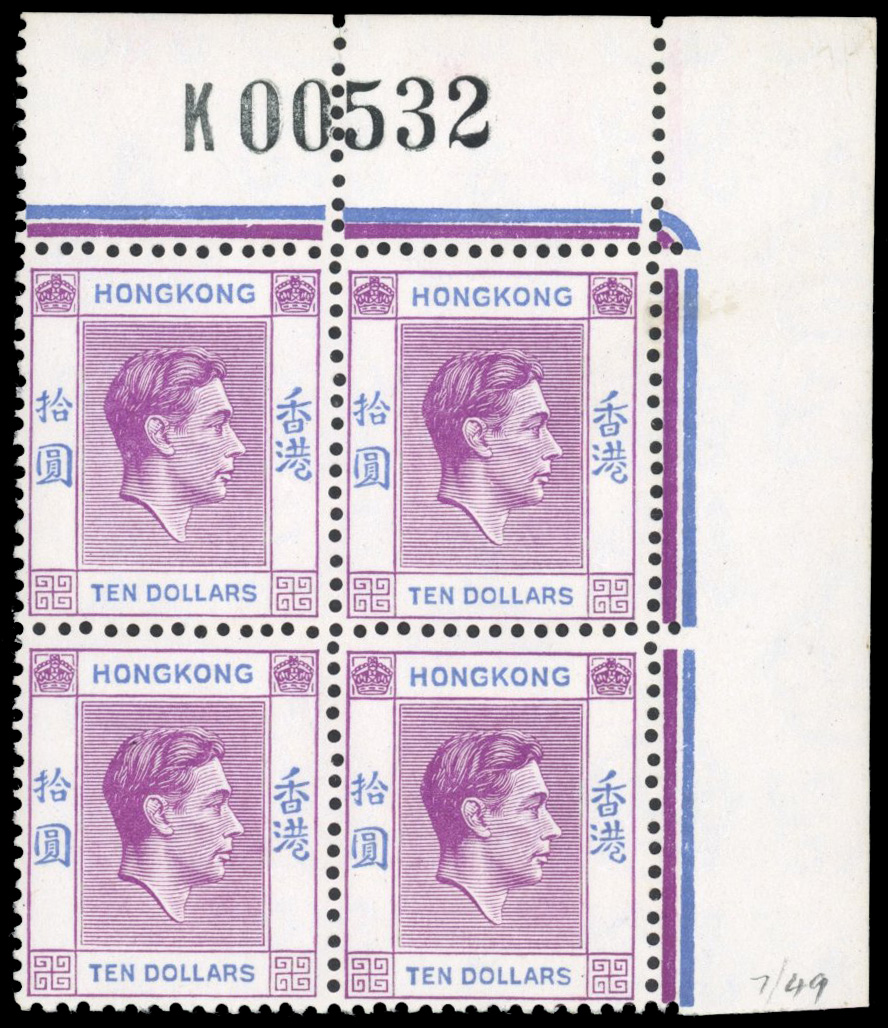 K 00532
HONGKONG
HONGKONG
拾圓
香港
拾圓
香港
TEN DOLLARS
TEN DOLLARS
HONGKONG
HONGKONG
拾圓
香港
拾圓
香港
TEN DOLLARS
TEN DOLLARS
7/49